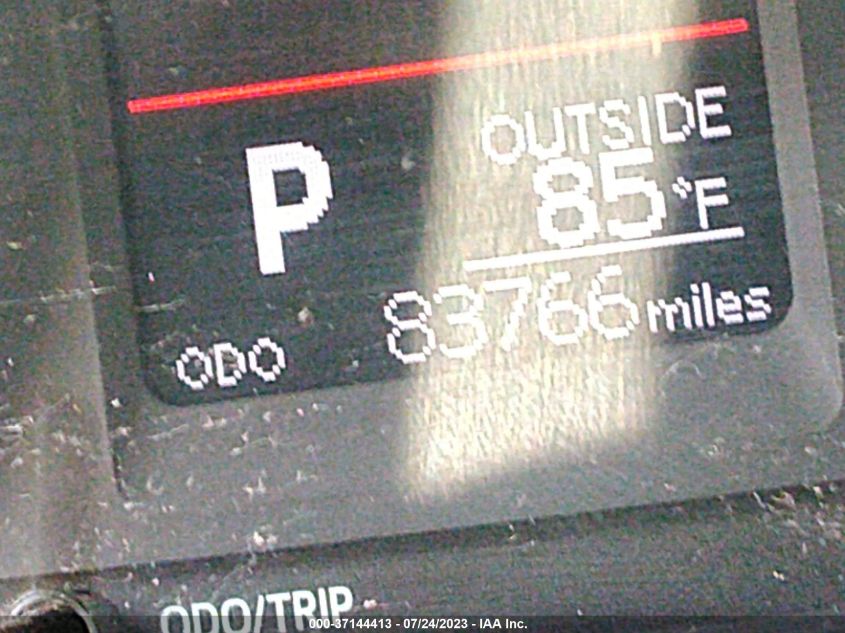 OUTSIDE
P 85°F
ODO 83766 miles
ODO/TRIP
000-37144413 - 07/24/2023 - IAA Inc.